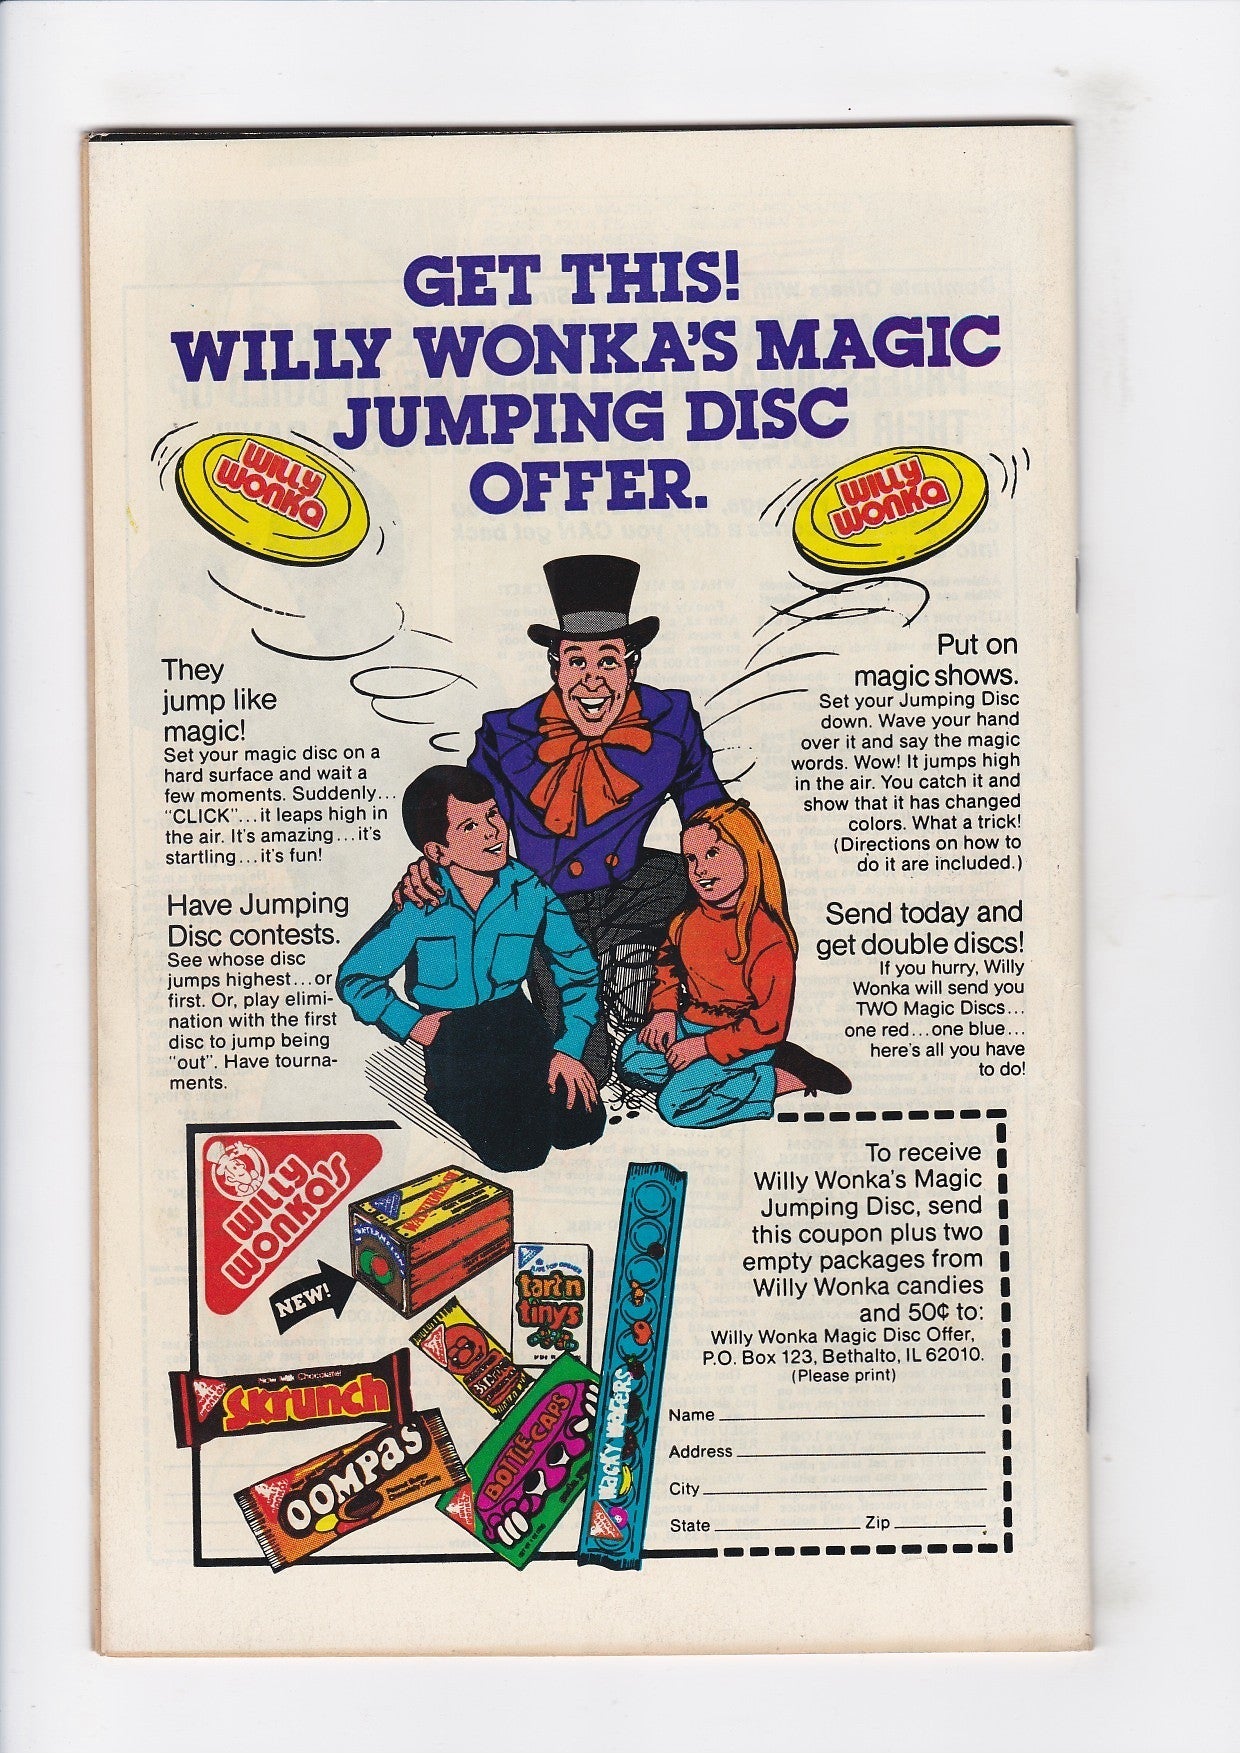 GET THIS!
WILLY WONKA'S MAGIC
JUMPING DISC
OFFER.
WILLY
WONKA
WILLY
WONKA
They
jump like
magic!
Set your magic disc on a
hard surface and wait a
few moments. Suddenly...
"CLICK"...it leaps high in
the air. It's amazing...it's
startling...it's fun!
Have Jumping
Disc contests.
See whose disc
jumps highest...or
first. Or, play elimi-
nation with the first
disc to jump being
"out". Have tourna-
ments.
Put on
magic shows.
Set your Jumping Disc
down. Wave your hand
over it and say the magic
words. Wow! It jumps high
in the air. You catch it and
show that it has changed
colors. What a trick!
(Directions on how to
do it are included.)
Send today and
get double discs!
If you hurry, Willy
Wonka will send you
TWO Magic Discs...
one red...one blue...
here's all you have
to do!
WILLY
WONKA'S
NEW!
WATERMELON
tart n
tinys
Skrunch
OOMPAS
BOTTLE CAPS
WACKY WAFERS
To receive
Willy Wonka's Magic
Jumping Disc, send
this coupon plus two
empty packages from
Willy Wonka candies
and 50¢ to:
Willy Wonka Magic Disc Offer,
P.O. Box 123, Bethalto, IL 62010.
(Please print)
Name
Address
City
State Zip